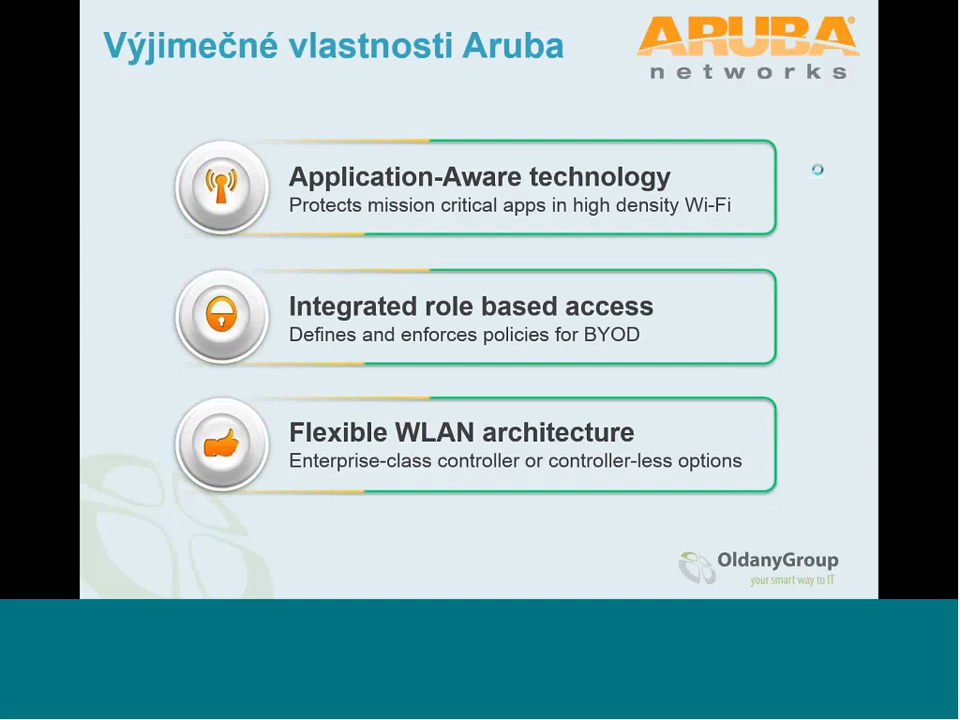 Výjimečné vlastnosti Aruba
ARUBA®
networks
Application-Aware technology
Protects mission critical apps in high density Wi-Fi
Integrated role based access
Defines and enforces policies for BYOD
Flexible WLAN architecture
Enterprise-class controller or controller-less options
OldanyGroup
your smart way to IT